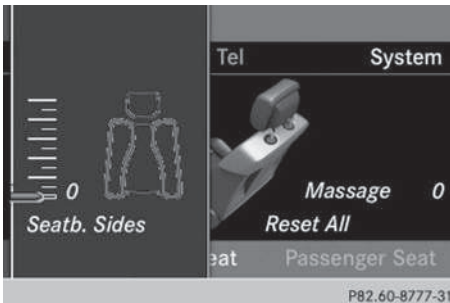 Tel System
0
Massage 0
Seatb. Sides Reset All
eat Passenger Seat
P82.60-8777-31